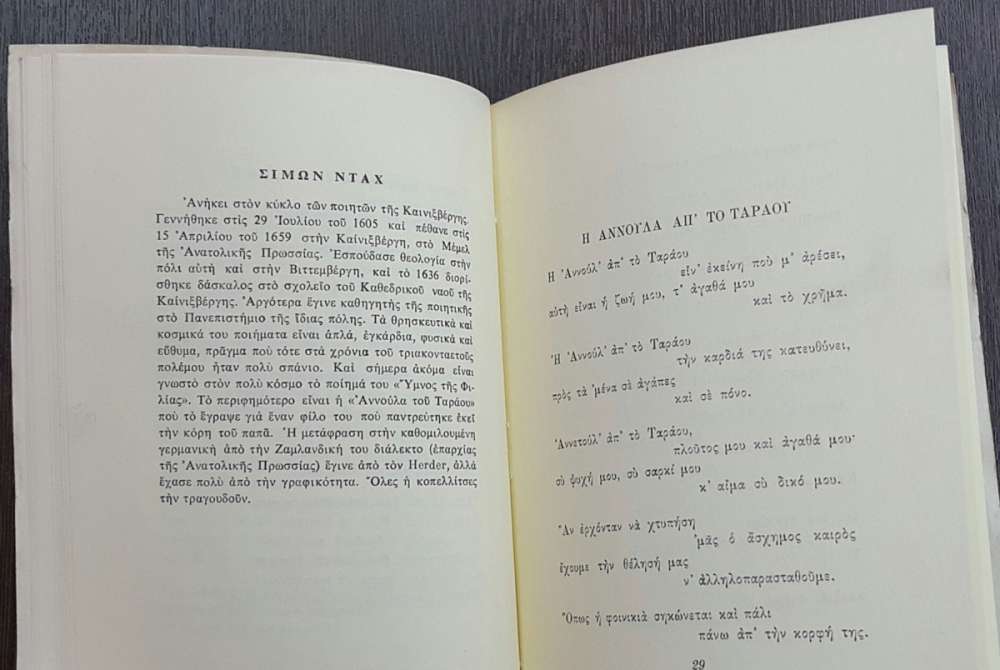 ΣΙΜΩΝ ΝΤΑΧ
Ἀνήκει στὸν κύκλο τῶν ποιητῶν τῆς Καινιξβέργης.
Γεννήθηκε στὶς 29 Ἰουλίου τοῦ 1605 καὶ πέθανε στὶς
15 Ἀπριλίου τοῦ 1659 στὴν Καίνιξβέργη, στὸ Μέμελ
τῆς Ἀνατολικῆς Πρωσσίας. Ἐσπούδασε θεολογία στὴν
πόλι αὐτὴ καὶ στὴν Βιττεμβέργη, καὶ τὸ 1636 διορί-
σθηκε δάσκαλος στὸ σχολεῖο τοῦ Καθεδρικοῦ ναοῦ τῆς
Καίνιξβέργης. Ἀργότερα ἔγινε καθηγητὴς τῆς ποιητικῆς
στὸ Πανεπιστήμιο τῆς ἴδιας πόλης. Τὰ θρησκευτικὰ καὶ
κοσμικά του ποιήματα εἶναι ἁπλά, ἐγκάρδια, φυσικὰ καὶ
εὔθυμα, πρᾶγμα ποὺ τότε στὰ χρόνια τοῦ τριακονταετοῦς
πολέμου ἦταν πολὺ σπάνιο. Καὶ σήμερα ἀκόμα εἶναι
γνωστὸ στὸν πολὺ κόσμο τὸ ποίημά του «Ὕμνος τῆς Φι-
λίας». Τὸ περιφημότερο εἶναι ἡ «Ἀννούλα τοῦ Ταράου»
ποὺ τὸ ἔγραψε γιὰ ἕναν φίλο του ποὺ παντρεύτηκε ἐκεῖ
τὴν κόρη τοῦ παπᾶ. Ἡ μετάφραση στὴν καθομιλουμένη
γερμανικὴ ἀπὸ τὴν Ζαμλανδική του διάλεκτο (ἐπαρχίας
τῆς Ἀνατολικῆς Πρωσσίας) ἔγινε ἀπὸ τὸν Herder, ἀλλὰ
ἔχασε πολὺ ἀπὸ τὴν γραφικότητα. Ὅλες ἡ κοπελλίτσες
τὴν τραγουδοῦν.
Η ΑΝΝΟΥΛΑ ΑΠ' ΤΟ ΤΑΡΑΟΥ
Ἡ Ἀννούλ' ἀπ' τὸ Ταράου
εἶν' ἐκείνη ποὺ μ' ἀρέσει,
αὐτὴ εἶναι ἡ ζωή μου, τ' ἀγαθά μου
καὶ τὸ χρῆμα.
Ἡ Ἀννούλ' ἀπ' τὸ Ταράου
τὴν καρδιά της κατευθύνει,
πρὸς τὰ 'μένα σὲ ἀγάπες
καὶ σὲ πόνο.
Ἀννετούλ' ἀπ' τὸ Ταράου,
πλοῦτος μου καὶ ἀγαθά μου·
σὺ ψυχή μου, σὺ σαρκί μου
κ' αἷμα σὺ δικό μου.
Ἂν ἐρχόνταν νὰ χτυπήση
'μᾶς ὁ ἄσχημος καιρὸς
ἔχουμε τὴν θέλησή μας
ν' ἀλληλοπαρασταθοῦμε.
Ὅπως ἡ φοινικιὰ σηκώνεται καὶ πάλι
πάνω ἀπ' τὴν κορφή της.
29